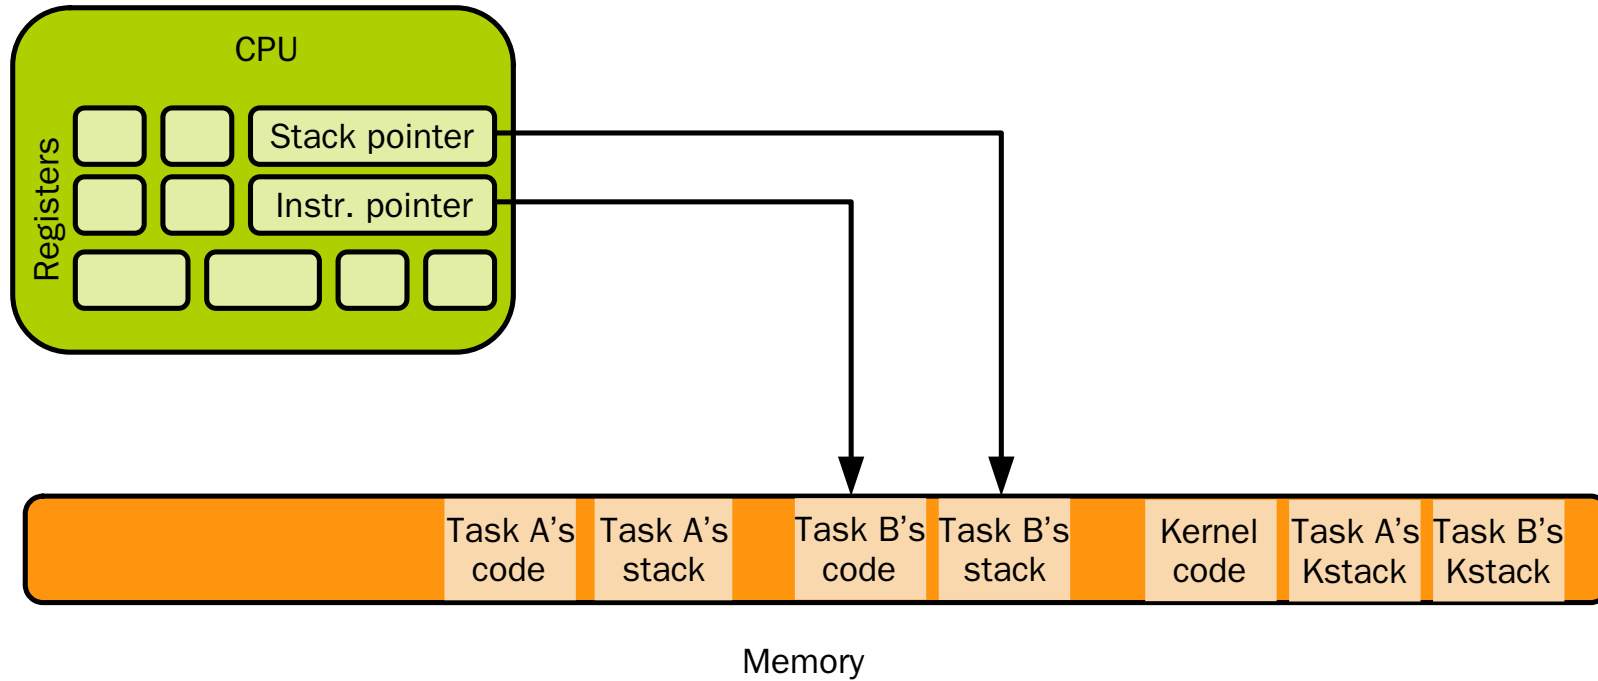 CPU
Registers
Stack pointer
Instr. pointer
Task A’s
code
Task A’s
stack
Task B’s
code
Task B’s
stack
Kernel
code
Task A’s
Kstack
Task B’s
Kstack
Memory